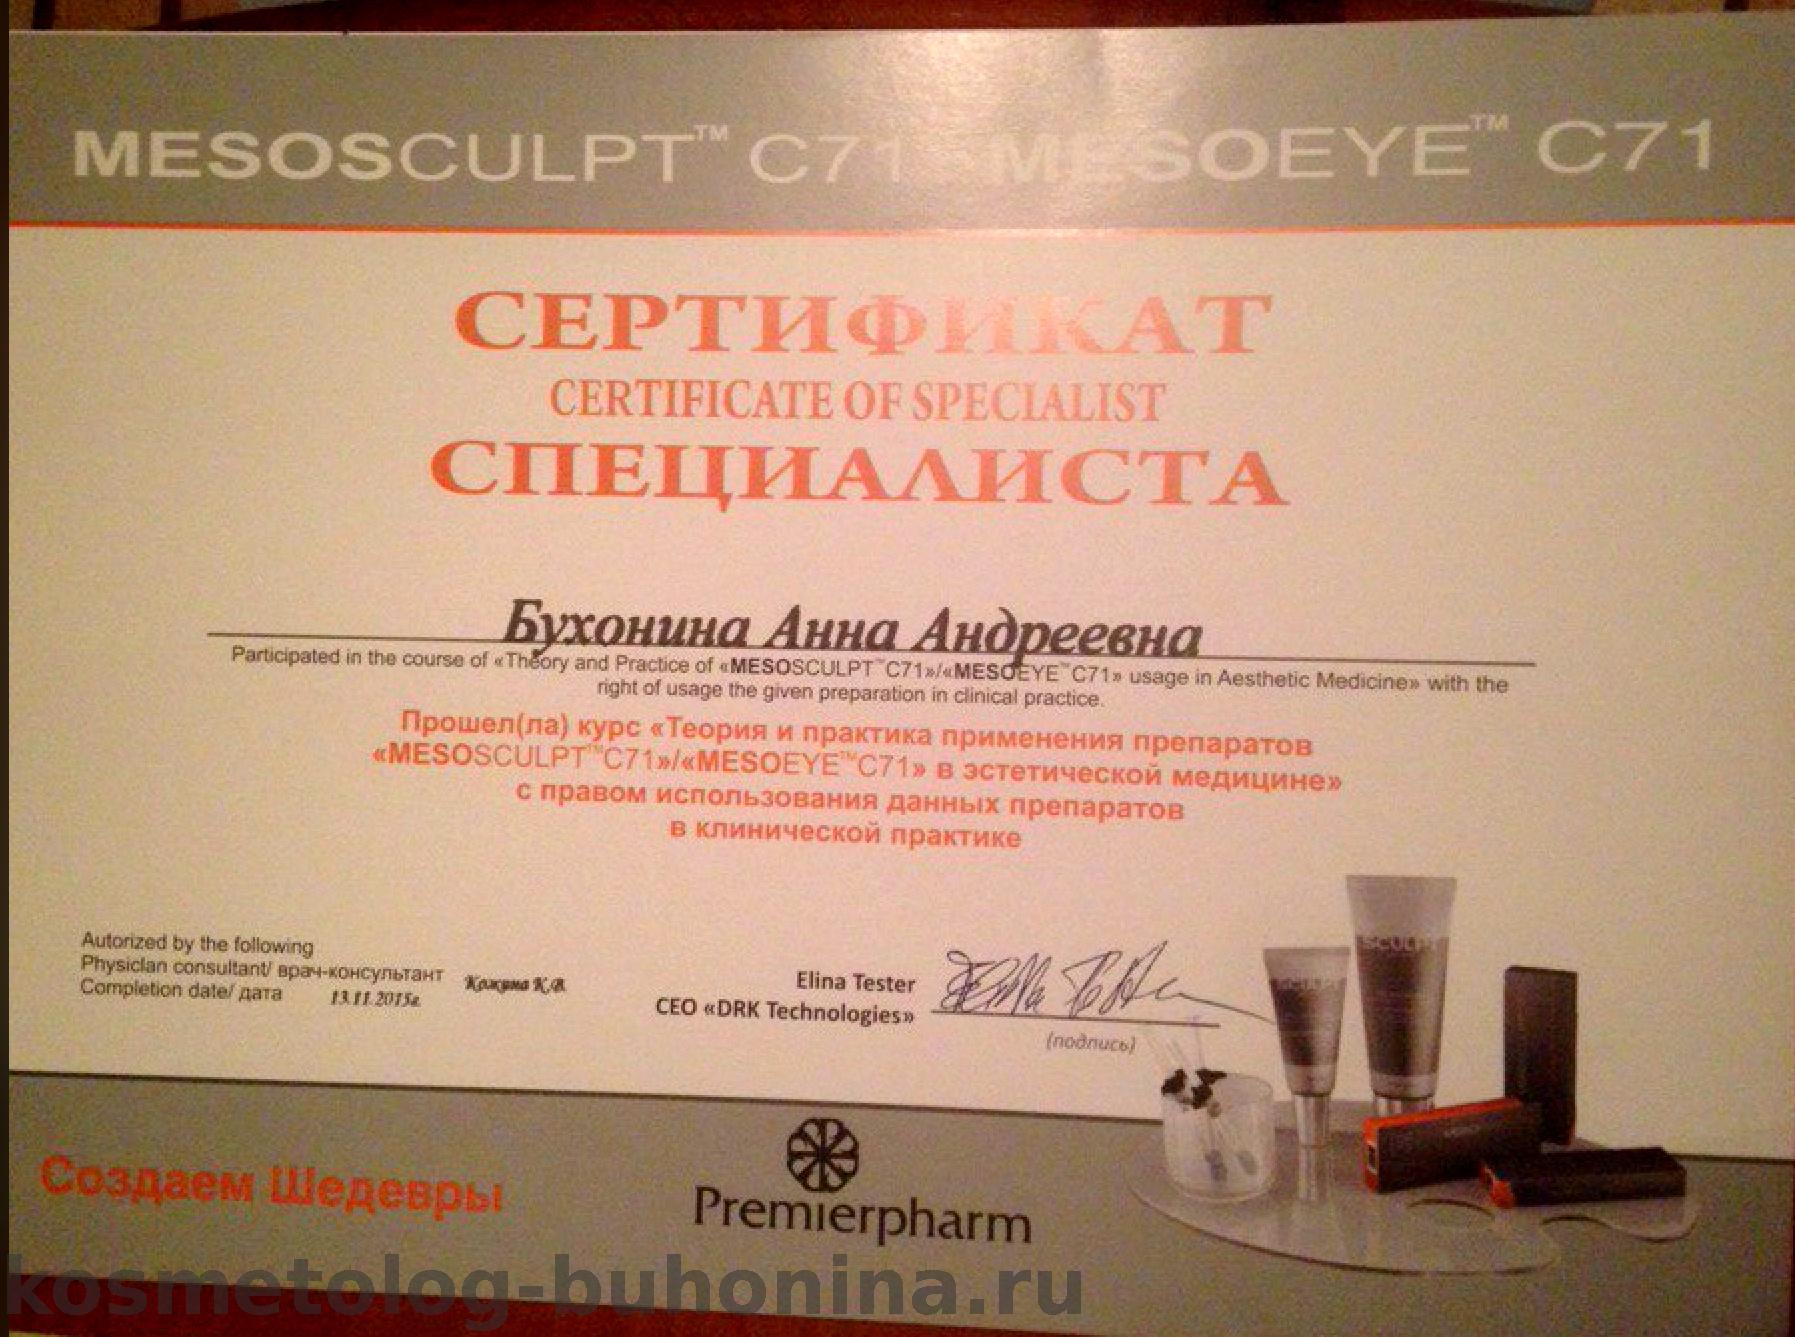 MESOSCULPT™ C71 MESOEYE™ C71
СЕРТИФИКАТ
CERTIFICATE OF SPECIALIST
СПЕЦИАЛИСТА
Бухонина Анна Андреевна
Participated in the course of «Theory and Practice of «MESOSCULPT™C71»/«MESOEYE™C71» usage in Aesthetic Medicine» with the
right of usage the given preparation in clinical practice.
Прошел(ла) курс «Теория и практика применения препаратов
«MESOSCULPT™C71»/«MESOEYE™C71» в эстетической медицине»
с правом использования данных препаратов
в клинической практике
Autorized by the following
Physician consultant/ врач-консультант Кожина К.В.
Completion date/ дата 13.11.2015г.
Elina Tester
CEO «DRK Technologies»
(подпись)
SCULPT
SCULPT
Создаем Шедевры
Premierpharm
kosmetolog-buhonina.ru